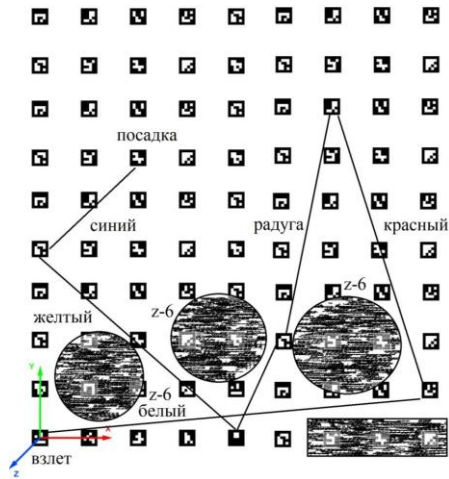 посадка
синий
радуга
красный
z-6
желтый
z-6
z-6
белый
Y
X
взлет
Z